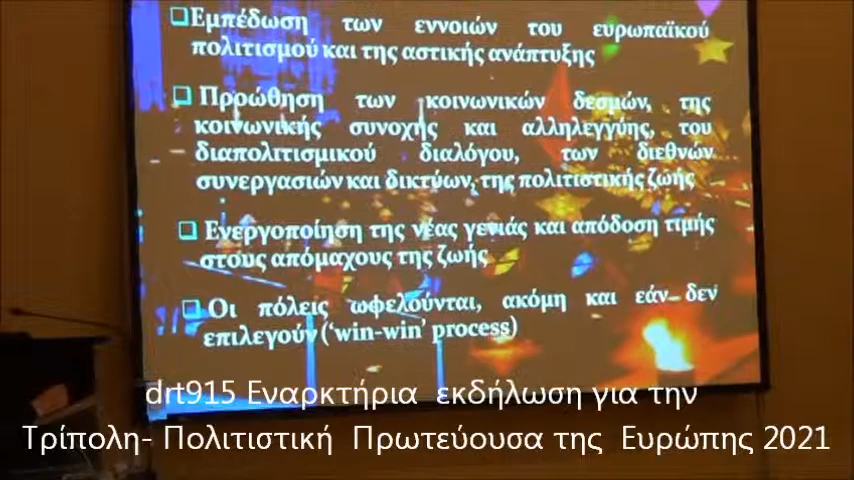 ❑Εμπέδωση των εννοιών του ευρωπαϊκού
πολιτισμού και της αστικής ανάπτυξης
❑ Προώθηση των κοινωνικών δεσμών, της
κοινωνικής συνοχής και αλληλεγγύης, του
διαπολιτισμικού διαλόγου, των διεθνών
συνεργασιών και δικτύων, της πολιτιστικής ζωής
❑ Ενεργοποίηση της νέας γενιάς και απόδοση τιμής
στους απόμαχους της ζωής
❑ Οι πόλεις ωφελούνται, ακόμη και εάν δεν
επιλεγούν (‘win-win’ process)
drt915 Εναρκτήρια εκδήλωση για την
Τρίπολη- Πολιτιστική Πρωτεύουσα της Ευρώπης 2021